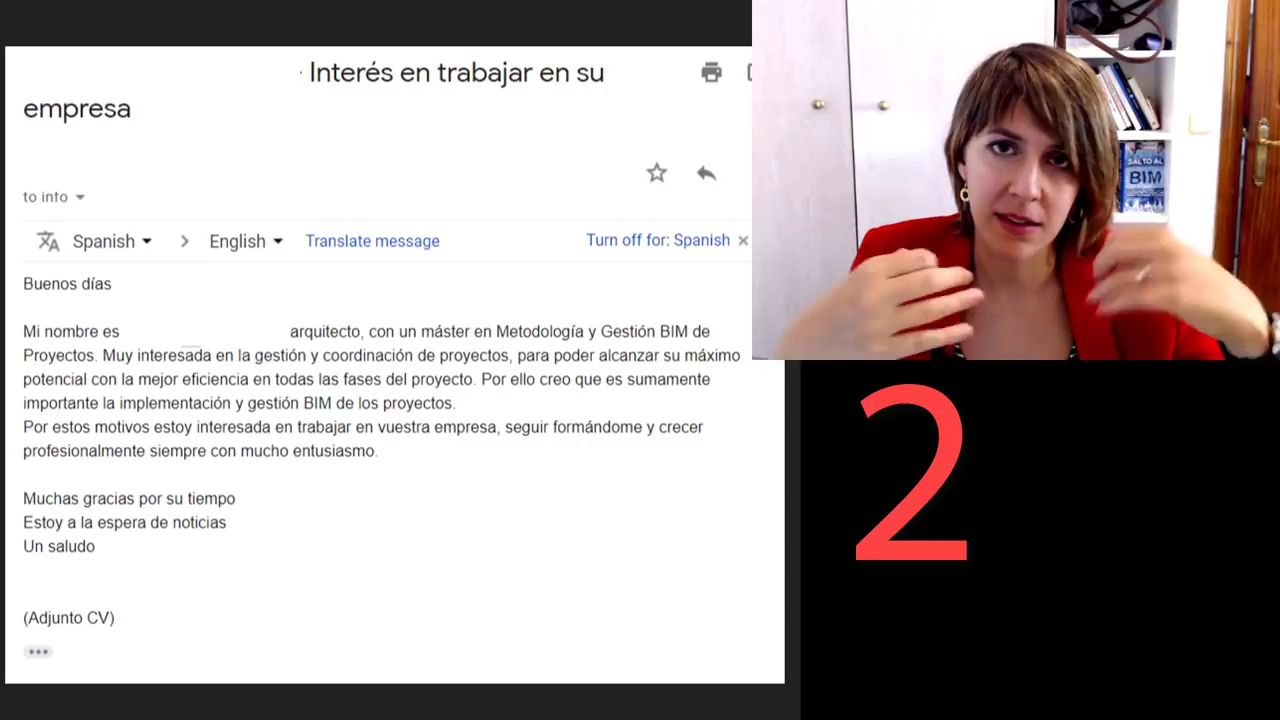 · Interés en trabajar en su
empresa
to info
Spanish
English
Translate message
Turn off for: Spanish
Buenos días
Mi nombre es arquitecto, con un máster en Metodología y Gestión BIM de
Proyectos. Muy interesada en la gestión y coordinación de proyectos, para poder alcanzar su máximo
potencial con la mejor eficiencia en todas las fases del proyecto. Por ello creo que es sumamente
importante la implementación y gestión BIM de los proyectos.
Por estos motivos estoy interesada en trabajar en vuestra empresa, seguir formándome y crecer
profesionalmente siempre con mucho entusiasmo.
Muchas gracias por su tiempo
Estoy a la espera de noticias
Un saludo
(Adjunto CV)
SALTO AL
BIM
2